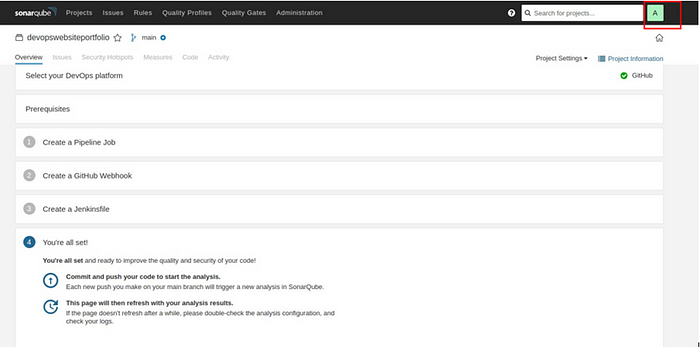 sonarqube Projects Issues Rules Quality Profiles Quality Gates Administration ? Search for projects... A
devopswebsiteportfolio main
Overview Issues Security Hotspots Measures Code Activity Project Settings Project Information
Select your DevOps platform GitHub
Prerequisites
1 Create a Pipeline Job
2 Create a GitHub Webhook
3 Create a Jenkinsfile
4 You're all set!
You're all set and ready to improve the quality and security of your code!
Commit and push your code to start the analysis.
Each new push you make on your main branch will trigger a new analysis in SonarQube.
This page will then refresh with your analysis results.
If the page doesn't refresh after a while, please double-check the analysis configuration, and
check your logs.